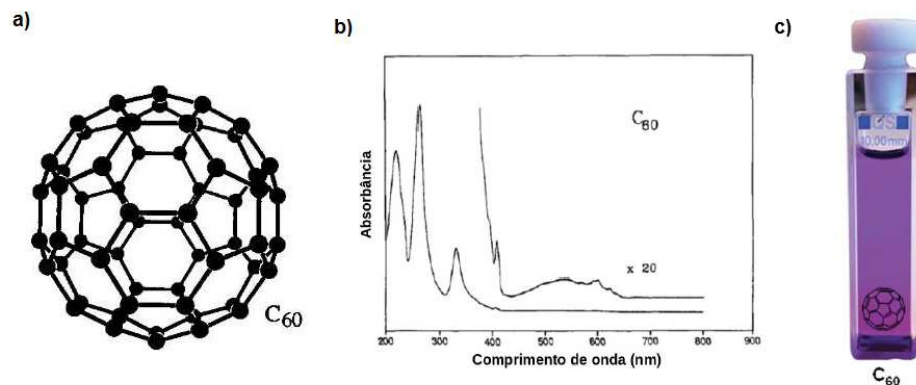 a)
C60
b)
Absorbância
C60
x 20
200 300 400 500 600 700 800 900
Comprimento de onda (nm)
c)
10,00mm
C60